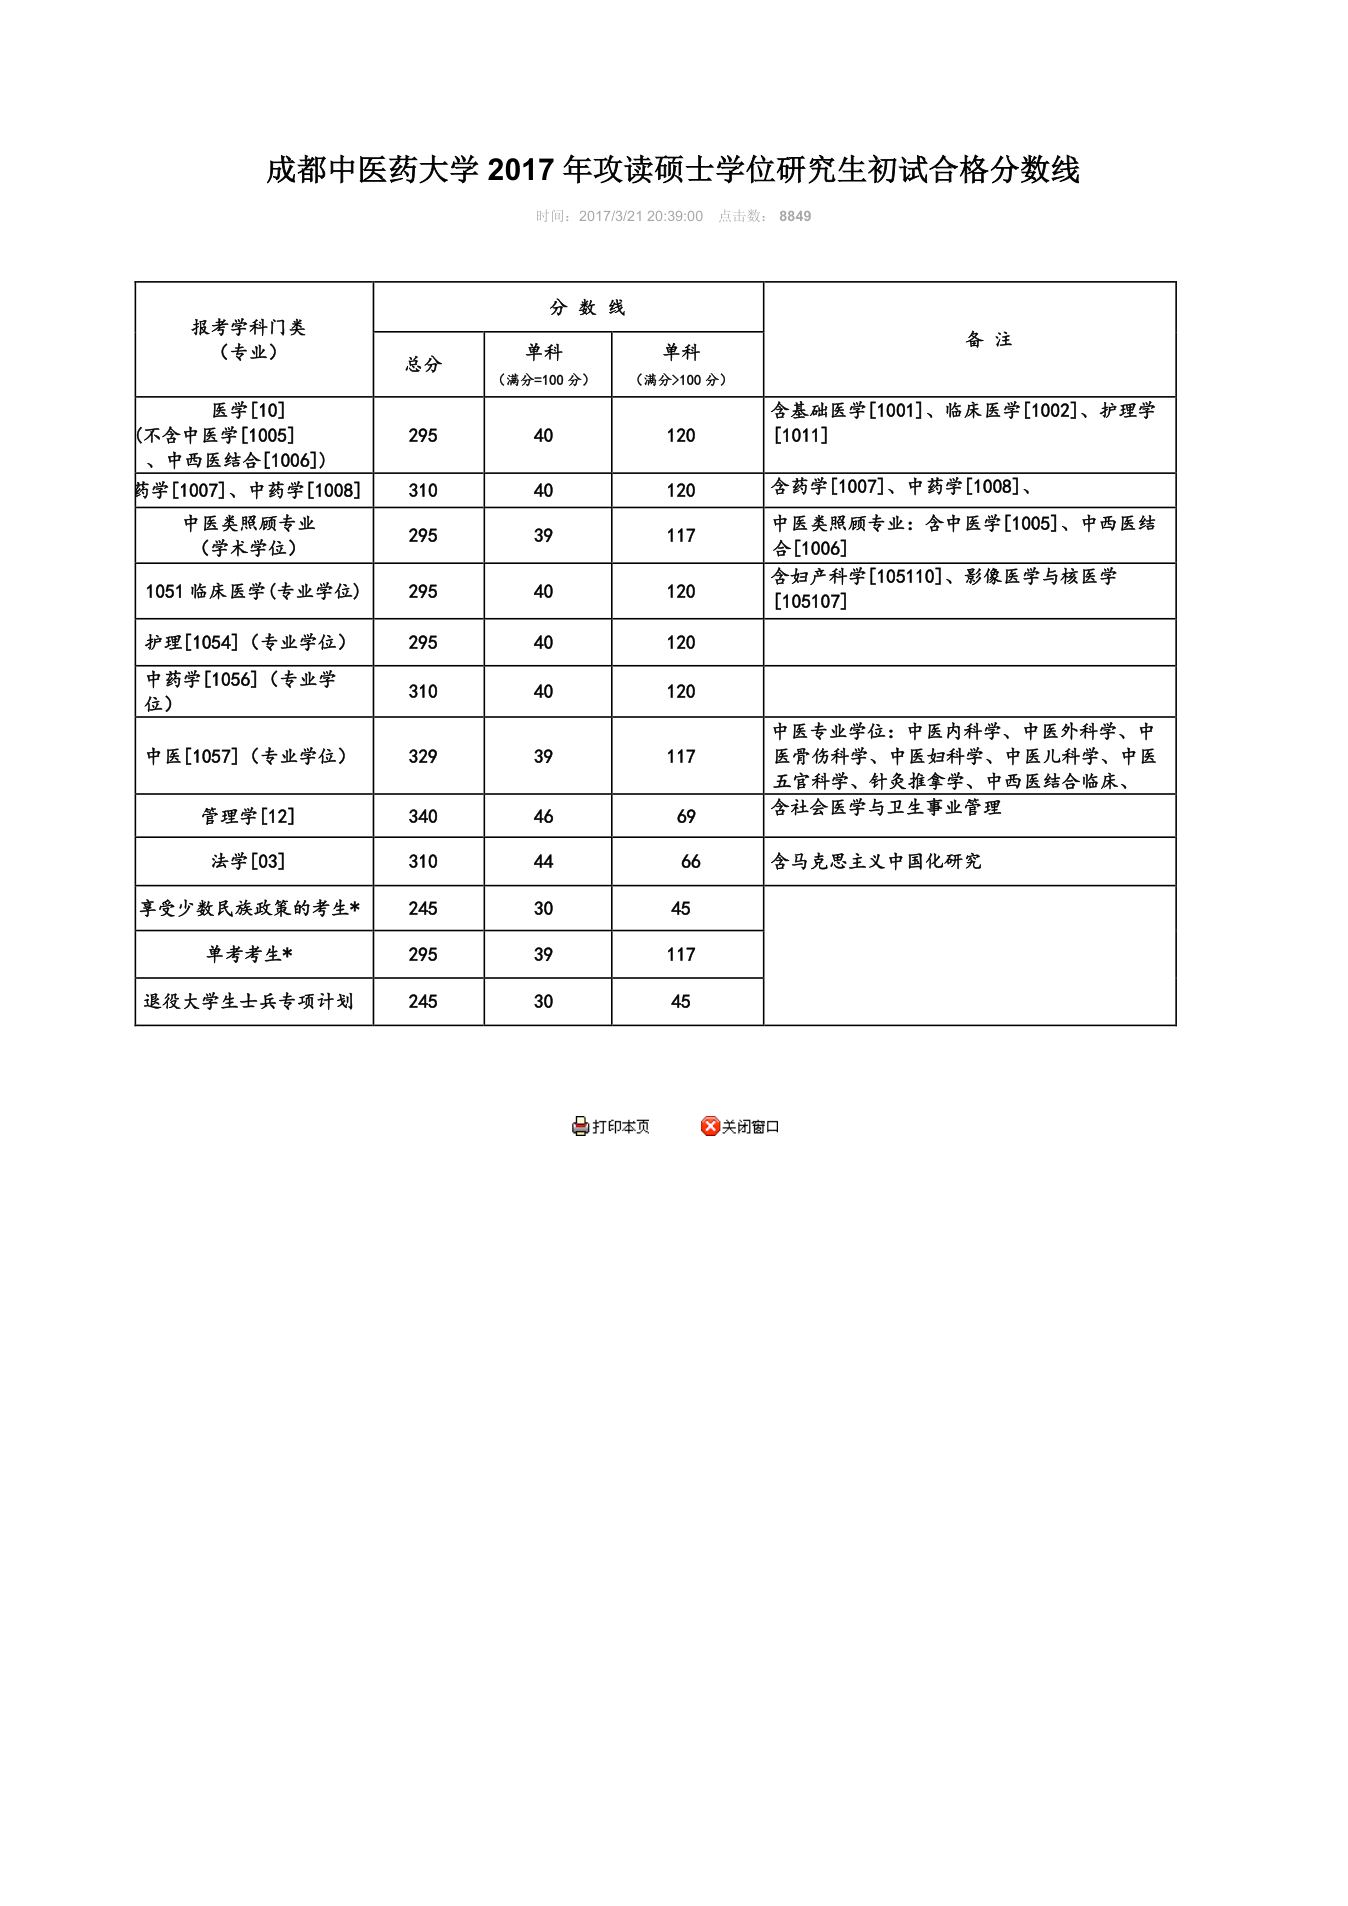 成都中医药大学 2017 年攻读硕士学位研究生初试合格分数线
时间：2017/3/21 20:39:00 点击数： 8849
报考学科门类
（专业）
分 数 线
备 注
总分
单科
（满分=100 分）
单科
（满分>100 分）
医学[10]
(不含中医学[1005]
、中西医结合[1006])
295
40
120
含基础医学[1001]、临床医学[1002]、护理学
[1011]
药学[1007]、中药学[1008]
310
40
120
含药学[1007]、中药学[1008]、
中医类照顾专业
（学术学位）
295
39
117
中医类照顾专业：含中医学[1005]、中西医结
合[1006]
1051 临床医学(专业学位)
295
40
120
含妇产科学[105110]、影像医学与核医学
[105107]
护理[1054]（专业学位）
295
40
120
中药学[1056]（专业学
位）
310
40
120
中医[1057]（专业学位）
329
39
117
中医专业学位：中医内科学、中医外科学、中
医骨伤科学、中医妇科学、中医儿科学、中医
五官科学、针灸推拿学、中西医结合临床、
管理学[12]
340
46
69
含社会医学与卫生事业管理
法学[03]
310
44
66
含马克思主义中国化研究
享受少数民族政策的考生*
245
30
45
单考考生*
295
39
117
退役大学生士兵专项计划
245
30
45
打印本页 关闭窗口